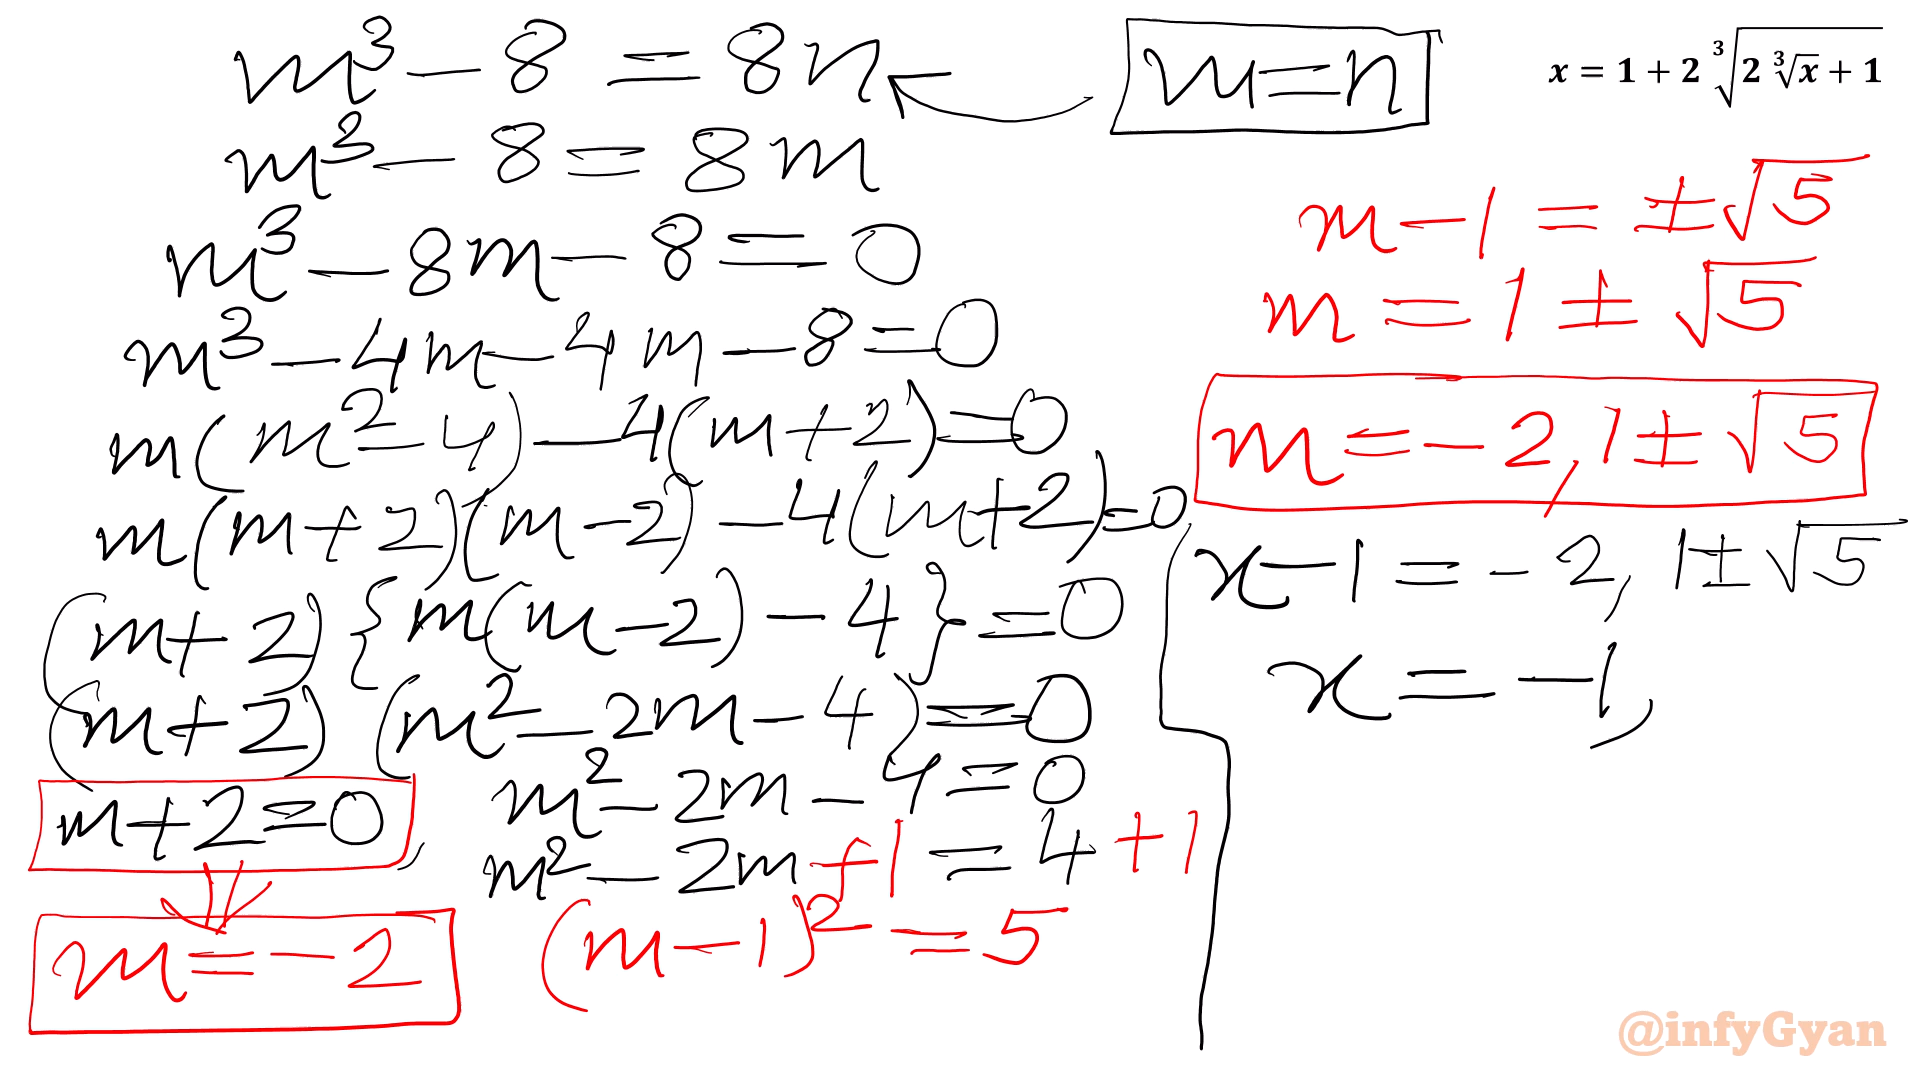 m³ − 8 = 8n
m = n
m³ − 8 = 8m
m³ − 8m − 8 = 0
m³ − 4m − 4m − 8 = 0
m(m² − 4) − 4(m + 2) = 0
m(m + 2)(m − 2) − 4(m + 2) = 0
(m + 2) {m(m − 2) − 4} = 0
(m + 2) (m² − 2m − 4) = 0
m + 2 = 0,
m = −2
m² − 2m − 4 = 0
m² − 2m + 1 = 4 + 1
(m − 1)² = 5
x = 1 + 2 ∛(2 ∛x + 1)
m − 1 = ±√5
m = 1 ± √5
m = −2, 1 ± √5
x − 1 = −2, 1 ± √5
x = −1,
@infyGyan